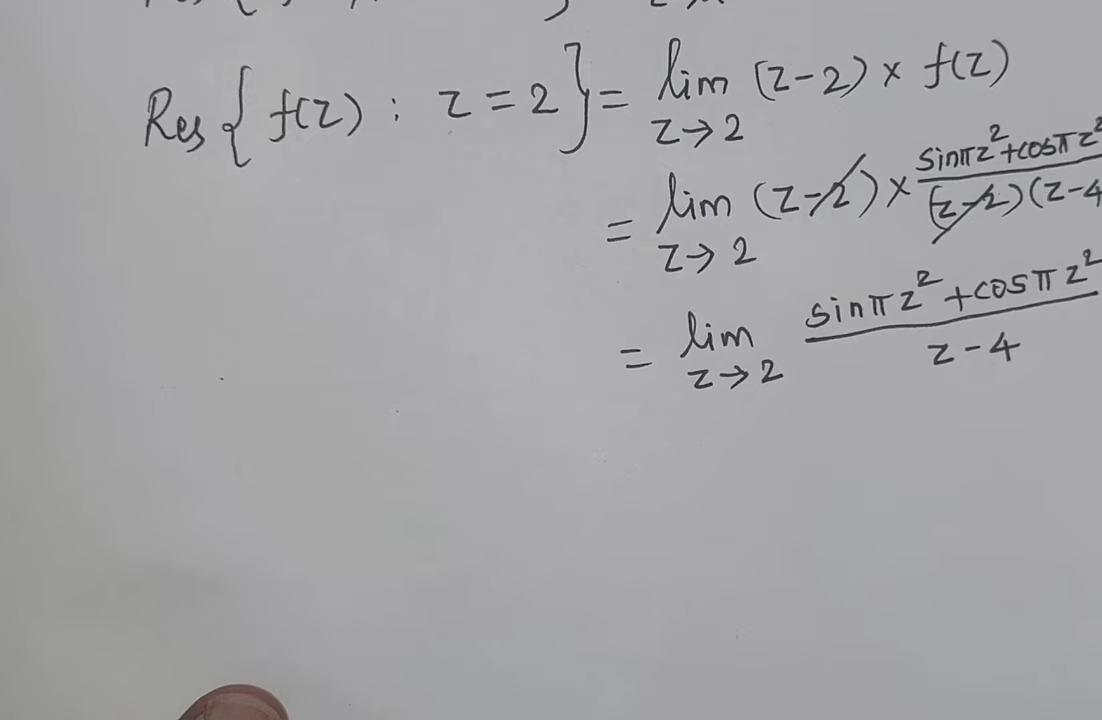 Res{ f(z) : z = 2 } = lim (z-2) × f(z)
z→2
= lim (z-2) × sinπz²+cosπz² / (z-2)(z-4
z→2
= lim sinπz²+cosπz² / z-4
z→2